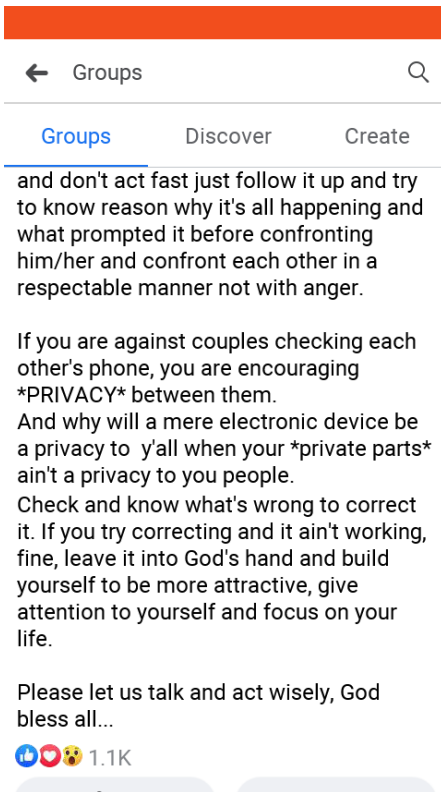 Groups
Groups Discover Create
and don't act fast just follow it up and try
to know reason why it's all happening and
what prompted it before confronting
him/her and confront each other in a
respectable manner not with anger.
If you are against couples checking each
other's phone, you are encouraging
*PRIVACY* between them.
And why will a mere electronic device be
a privacy to  y'all when your *private parts*
ain't a privacy to you people.
Check and know what's wrong to correct
it. If you try correcting and it ain't working,
fine, leave it into God's hand and build
yourself to be more attractive, give
attention to yourself and focus on your
life.
Please let us talk and act wisely, God
bless all...
1.1K